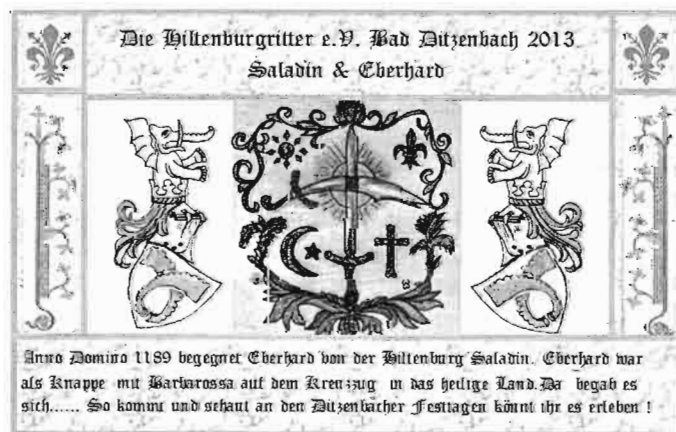 Die Hiltenburgritter e.V. Bad Ditzenbach 2013
Saladin & Eberhard
Anno Domino 1189 begegnet Eberhard von der Hiltenburg Saladin. Eberhard war
als Knappe mit Barbarossa auf dem Kreuzzug in das heilige Land. Da begab es
sich...... So kommt und schaut an den Ditzenbacher Festtagen könnt ihr es erleben !